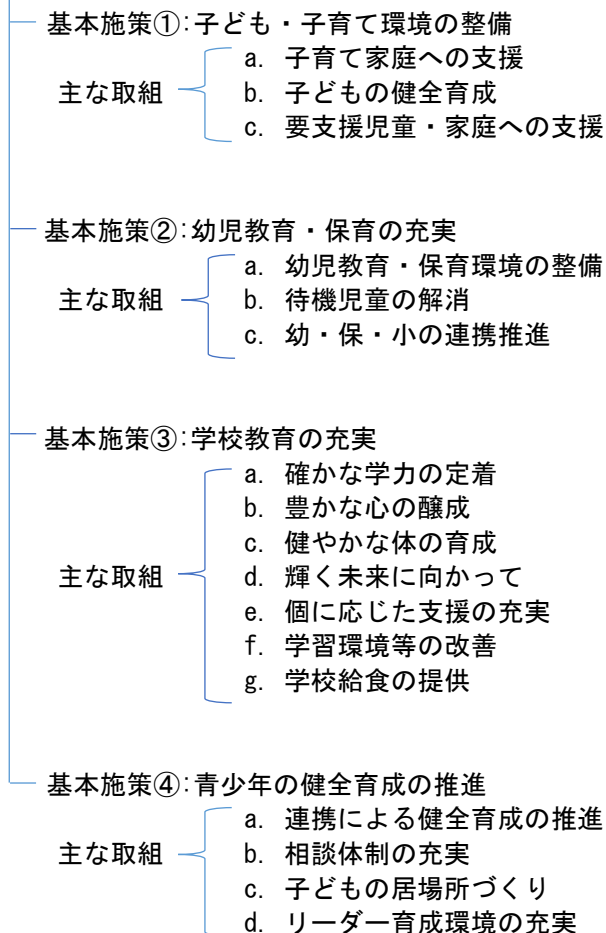 基本施策①:子ども・子育て環境の整備
a. 子育て家庭への支援
主な取組 b. 子どもの健全育成
c. 要支援児童・家庭への支援
基本施策②:幼児教育・保育の充実
a. 幼児教育・保育環境の整備
主な取組 b. 待機児童の解消
c. 幼・保・小の連携推進
基本施策③:学校教育の充実
a. 確かな学力の定着
b. 豊かな心の醸成
c. 健やかな体の育成
主な取組 d. 輝く未来に向かって
e. 個に応じた支援の充実
f. 学習環境等の改善
g. 学校給食の提供
基本施策④:青少年の健全育成の推進
a. 連携による健全育成の推進
主な取組 b. 相談体制の充実
c. 子どもの居場所づくり
d. リーダー育成環境の充実